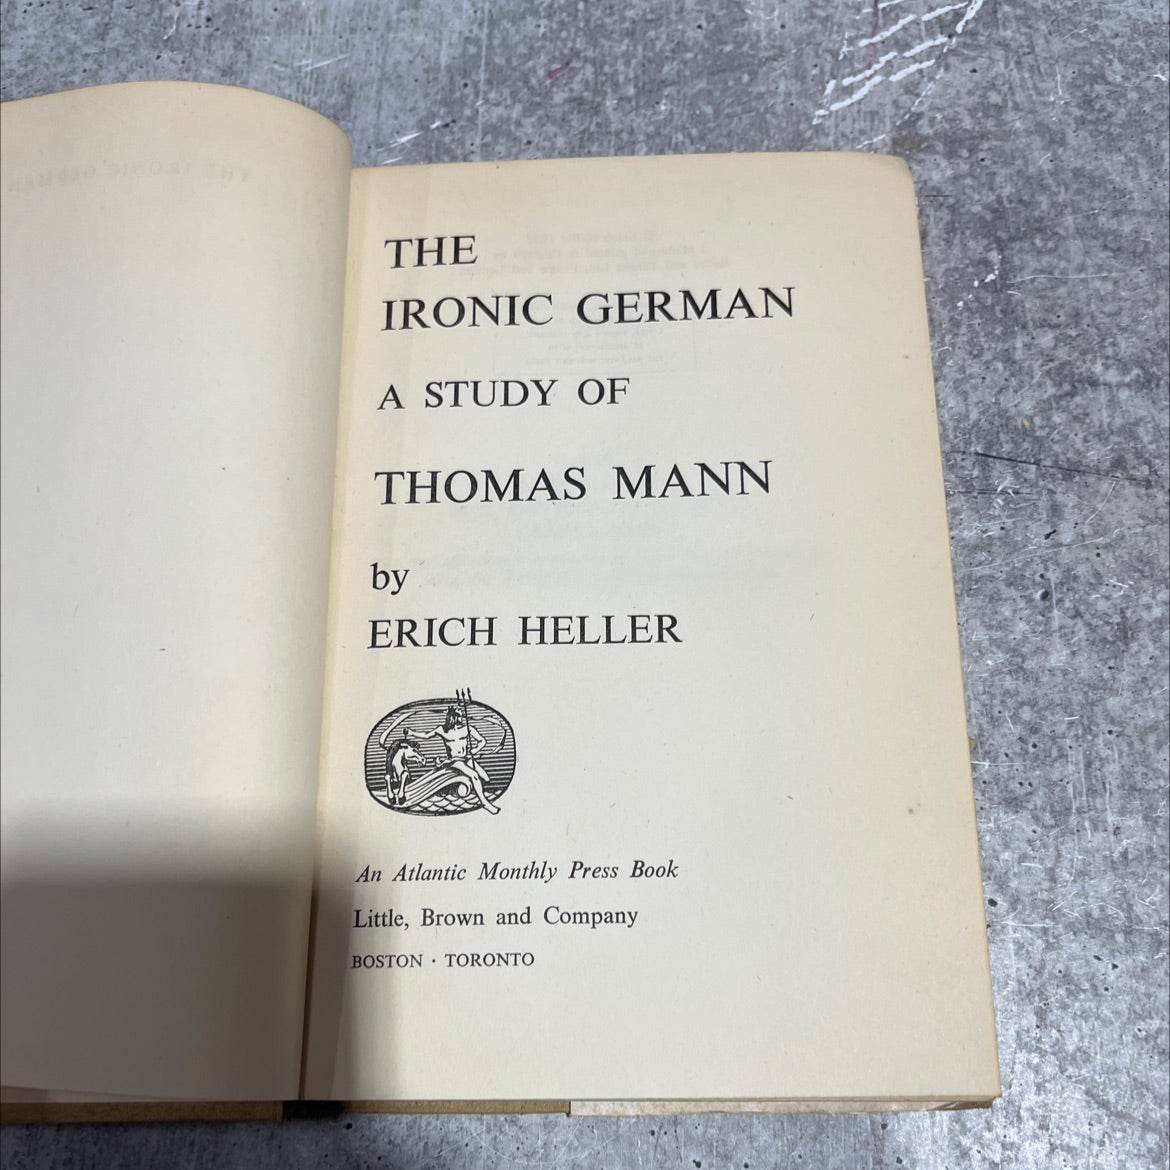 THE
IRONIC GERMAN
A STUDY OF
THOMAS MANN
by
ERICH HELLER
An Atlantic Monthly Press Book
Little, Brown and Company
BOSTON · TORONTO